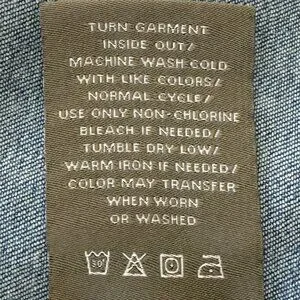 TURN GARMENT
INSIDE OUT/
MACHINE WASH COLD
WITH LIKE COLORS/
NORMAL CYCLE/
USE ONLY NON-CHLORINE
BLEACH IF NEEDED/
TUMBLE DRY LOW/
WARM IRON IF NEEDED/
COLOR MAY TRANSFER
WHEN WORN
OR WASHED
30°